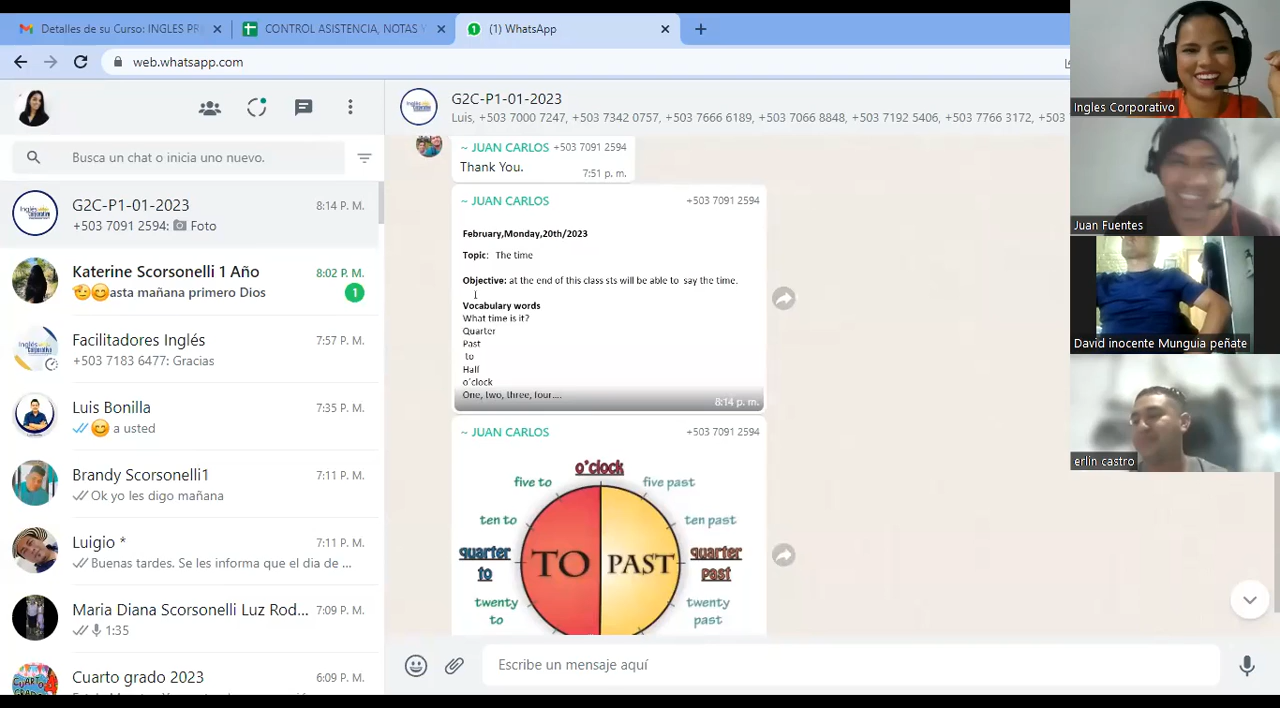 Detalles de su Curso: INGLES PR
CONTROL ASISTENCIA, NOTAS Y
(1) WhatsApp
web.whatsapp.com
Busca un chat o inicia uno nuevo.
G2C-P1-01-2023
8:14 P. M.
+503 7091 2594: Foto
Katerine Scorsonelli 1 Año
8:02 P. M.
asta mañana primero Dios
1
Facilitadores Inglés
7:57 P. M.
+503 7183 6477: Gracias
Luis Bonilla
7:35 P. M.
a usted
Brandy Scorsonelli1
7:11 P. M.
Ok yo les digo mañana
Luigio *
7:11 P. M.
Buenas tardes. Se les informa que el dia de ...
Maria Diana Scorsonelli Luz Rod...
7:09 P. M.
1:35
Cuarto grado 2023
6:09 P. M.
G2C-P1-01-2023
Luis, +503 7000 7247, +503 7342 0757, +503 7666 6189, +503 7066 8848, +503 7192 5406, +503 7766 3172, +503
~ JUAN CARLOS +503 7091 2594
Thank You.
7:51 p. m.
~ JUAN CARLOS +503 7091 2594
February,Monday,20th/2023
Topic: The time
Objective: at the end of this class sts will be able to say the time.
Vocabulary words
What time is it?
Quarter
Past
to
Half
o'clock
One, two, three, four....
8:14 p. m.
~ JUAN CARLOS +503 7091 2594
o'clock
five to
five past
ten to
ten past
quarter to
TO
PAST
quarter past
twenty to
twenty past
Escribe un mensaje aquí
Ingles Corporativo
Juan Fuentes
David inocente Munguia peñate
erlin castro